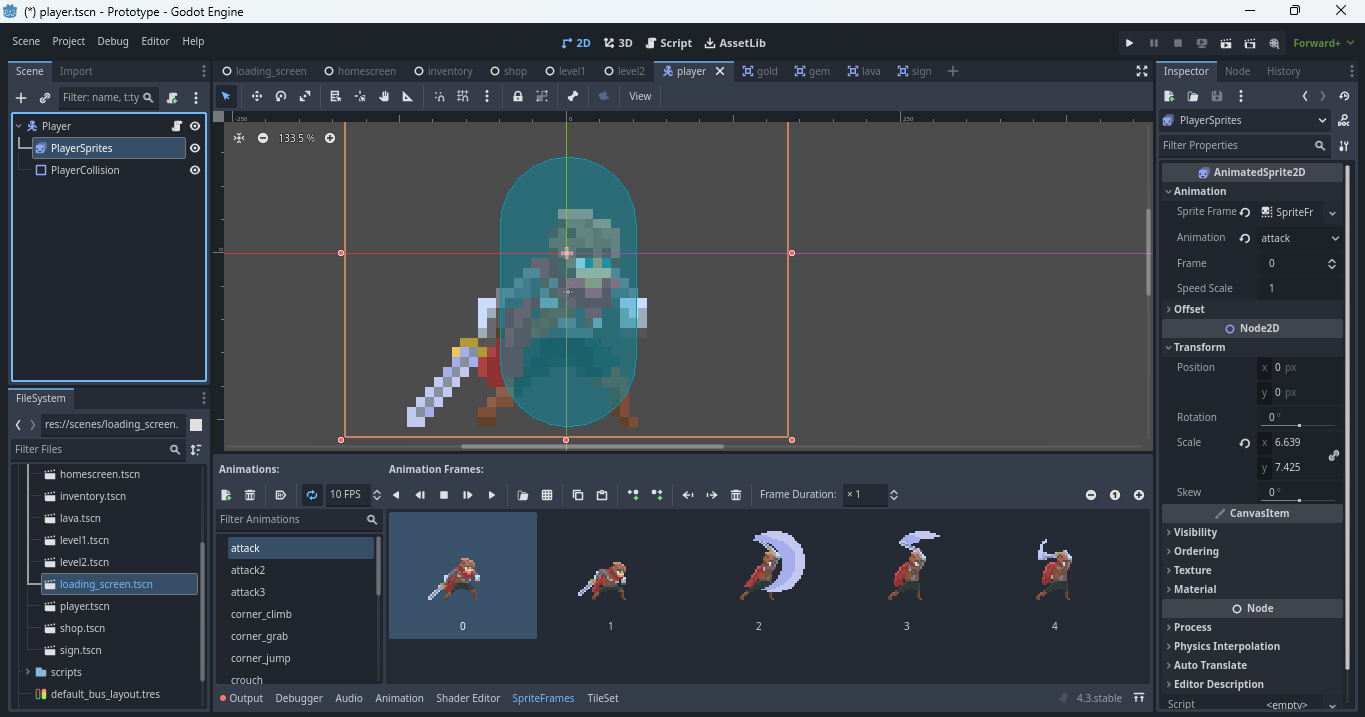 (*) player.tscn - Prototype - Godot Engine
Scene Project Debug Editor Help
2D 3D Script AssetLib
Forward+
Scene Import
Filter: name, t:ty
Player
PlayerSprites
PlayerCollision
FileSystem
res://scenes/loading_screen.
Filter Files
homescreen.tscn
inventory.tscn
lava.tscn
level1.tscn
level2.tscn
loading_screen.tscn
player.tscn
shop.tscn
sign.tscn
scripts
default_bus_layout.tres
loading_screen homescreen inventory shop level1 level2 player gold gem lava sign
View
-250 0 250
133.5 %
0
Animations:
Animation Frames:
10 FPS
Frame Duration: × 1
Filter Animations
attack
attack2
attack3
corner_climb
corner_grab
corner_jump
crouch
0 1 2 3 4
Output Debugger Audio Animation Shader Editor SpriteFrames TileSet
4.3.stable
Inspector Node History
PlayerSprites
DOC
Filter Properties
AnimatedSprite2D
Animation
Sprite Frame SpriteFr
Animation attack
Frame 0
Speed Scale 1
Offset
Node2D
Transform
Position x 0 px
y 0 px
Rotation 0 °
Scale x 6.639
y 7.425
Skew 0 °
CanvasItem
Visibility
Ordering
Texture
Material
Node
Process
Physics Interpolation
Auto Translate
Editor Description
Script <empty>